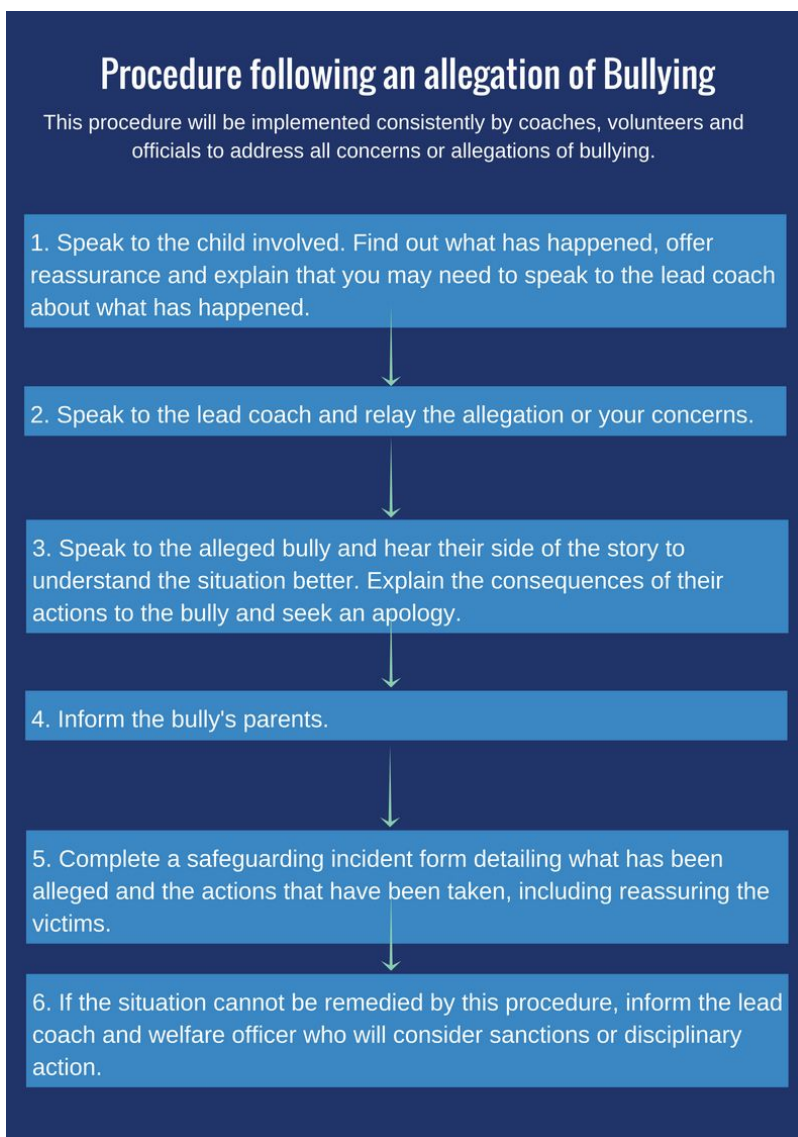 Procedure following an allegation of Bullying
This procedure will be implemented consistently by coaches, volunteers and
officials to address all concerns or allegations of bullying.
1. Speak to the child involved. Find out what has happened, offer
reassurance and explain that you may need to speak to the lead coach
about what has happened.
2. Speak to the lead coach and relay the allegation or your concerns.
3. Speak to the alleged bully and hear their side of the story to
understand the situation better. Explain the consequences of their
actions to the bully and seek an apology.
4. Inform the bully's parents.
5. Complete a safeguarding incident form detailing what has been
alleged and the actions that have been taken, including reassuring the
victims.
6. If the situation cannot be remedied by this procedure, inform the lead
coach and welfare officer who will consider sanctions or disciplinary
action.